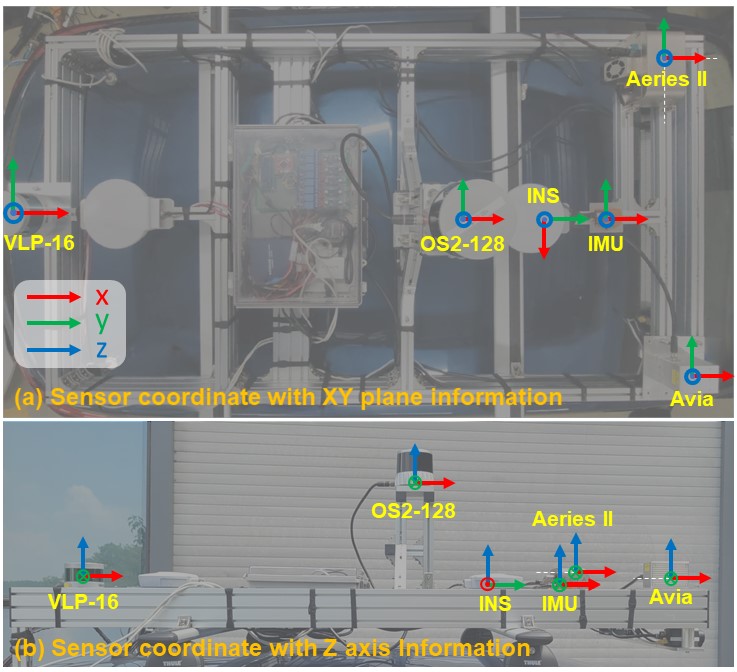 Aeries II
INS
VLP-16
OS2-128
IMU
x
y
z
Avia
(a) Sensor coordinate with XY plane information
OS2-128
Aeries II
VLP-16
INS
IMU
Avia
(b) Sensor coordinate with Z axis Information